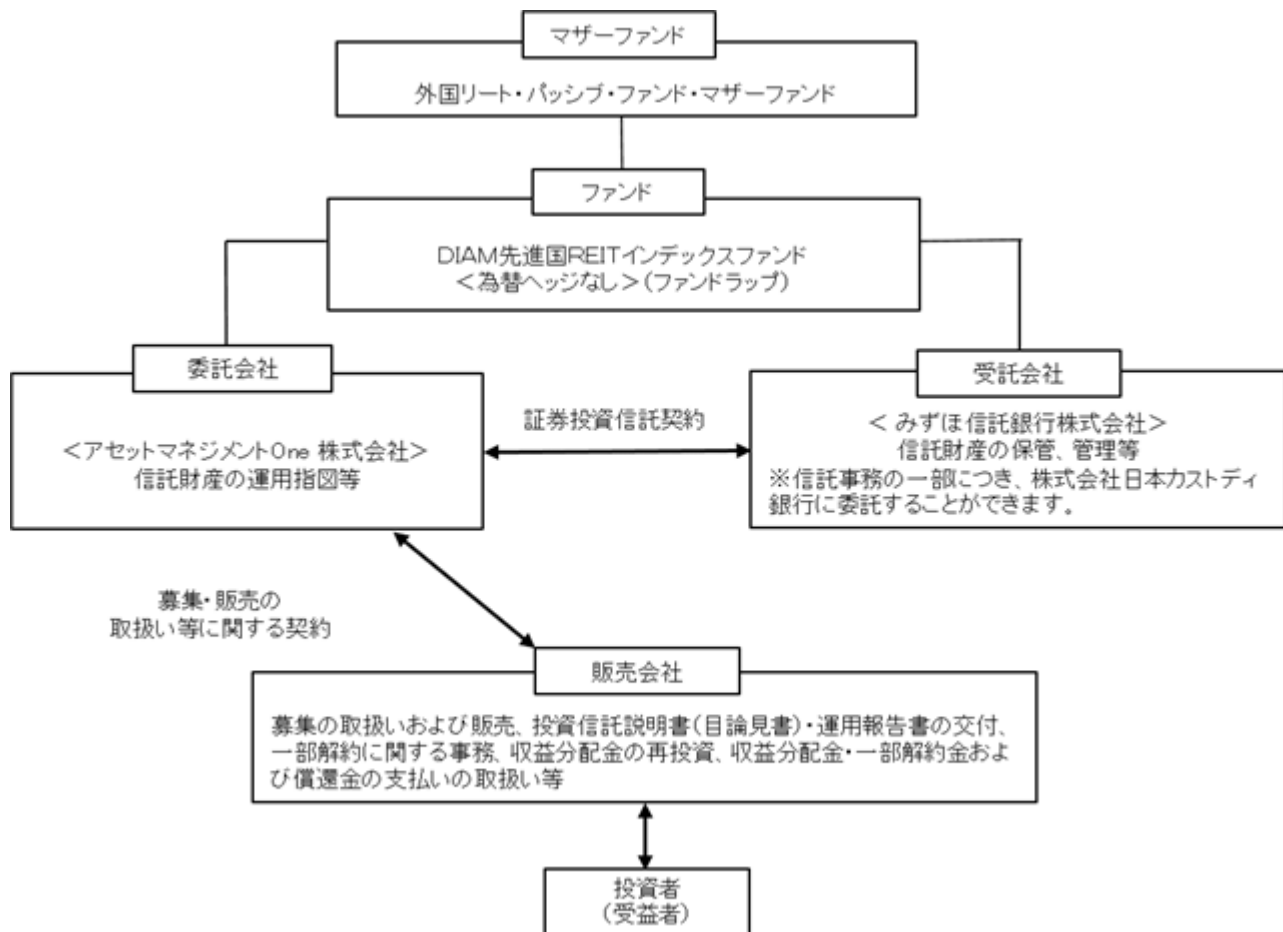 マザーファンド
外国リート・パッシブ・ファンド・マザーファンド
ファンド
DIAM先進国REITインデックスファンド
＜為替ヘッジなし＞（ファンドラップ）
委託会社
＜アセットマネジメントOne 株式会社＞
信託財産の運用指図等
証券投資信託契約
受託会社
＜ みずほ信託銀行株式会社＞
信託財産の保管、管理等
※信託事務の一部につき、株式会社日本カストディ
銀行に委託することができます。
募集・販売の
取扱い等に関する契約
販売会社
募集の取扱いおよび販売、投資信託説明書（目論見書）・運用報告書の交付、
一部解約に関する事務、収益分配金の再投資、収益分配金・一部解約金およ
び償還金の支払いの取扱い等
投資者
（受益者）